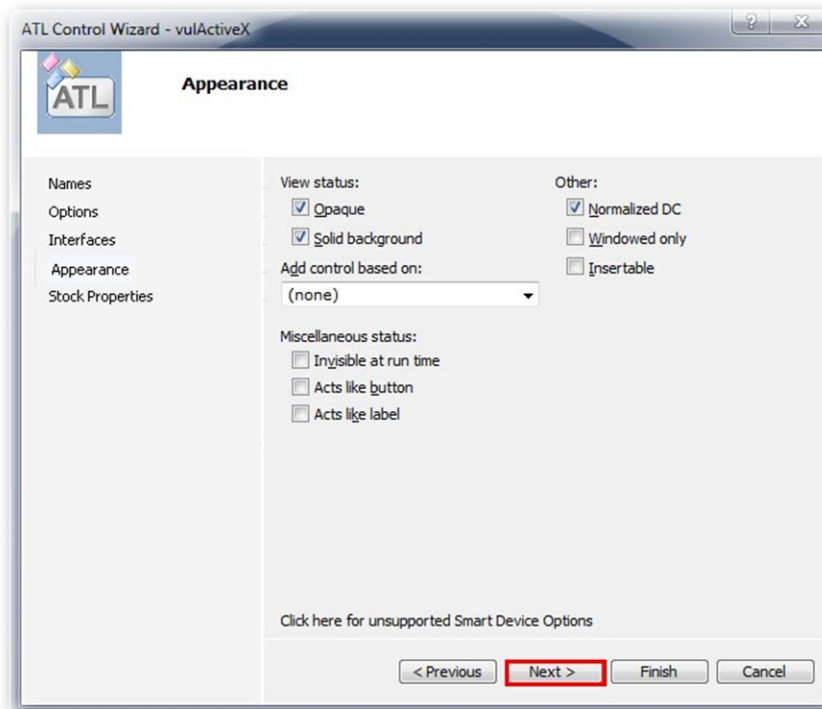 ATL Control Wizard - vulActiveX
ATL
Appearance
Names
Options
Interfaces
Appearance
Stock Properties
View status:
Opaque
Solid background
Add control based on:
(none)
Miscellaneous status:
Invisible at run time
Acts like button
Acts like label
Other:
Normalized DC
Windowed only
Insertable
Click here for unsupported Smart Device Options
< Previous
Next >
Finish
Cancel